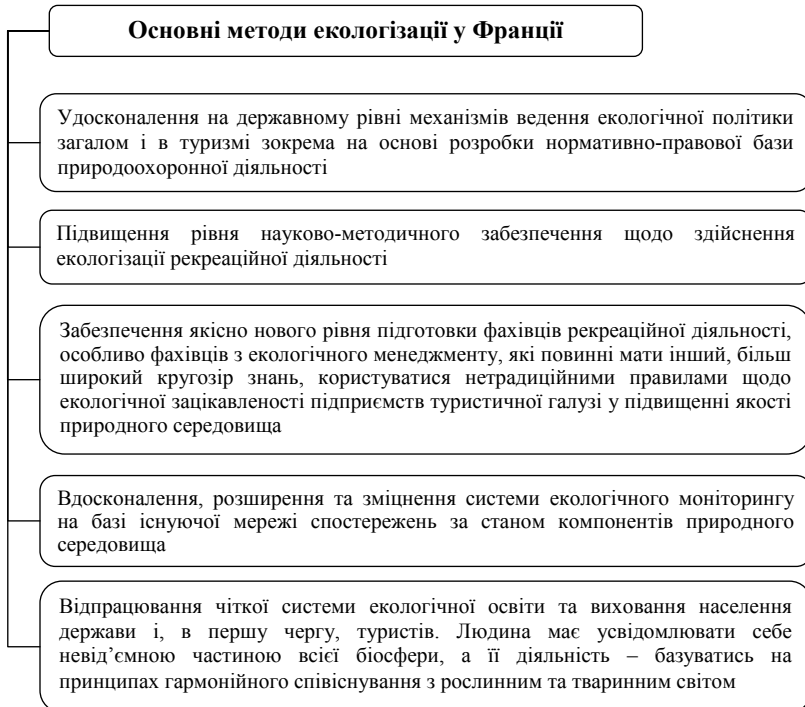 Основні методи екологізації у Франції
Удосконалення на державному рівні механізмів ведення екологічної політики
загалом і в туризмі зокрема на основі розробки нормативно-правової бази
природоохоронної діяльності
Підвищення рівня науково-методичного забезпечення щодо здійснення
екологізації рекреаційної діяльності
Забезпечення якісно нового рівня підготовки фахівців рекреаційної діяльності,
особливо фахівців з екологічного менеджменту, які повинні мати інший, більш
широкий кругозір знань, користуватися нетрадиційними правилами щодо
екологічної зацікавленості підприємств туристичної галузі у підвищенні якості
природного середовища
Вдосконалення, розширення та зміцнення системи екологічного моніторингу
на базі існуючої мережі спостережень за станом компонентів природного
середовища
Відпрацювання чіткої системи екологічної освіти та виховання населення
держави і, в першу чергу, туристів. Людина має усвідомлювати себе
невід’ємною частиною всієї біосфери, а її діяльність – базуватись на
принципах гармонійного співіснування з рослинним та тваринним світом